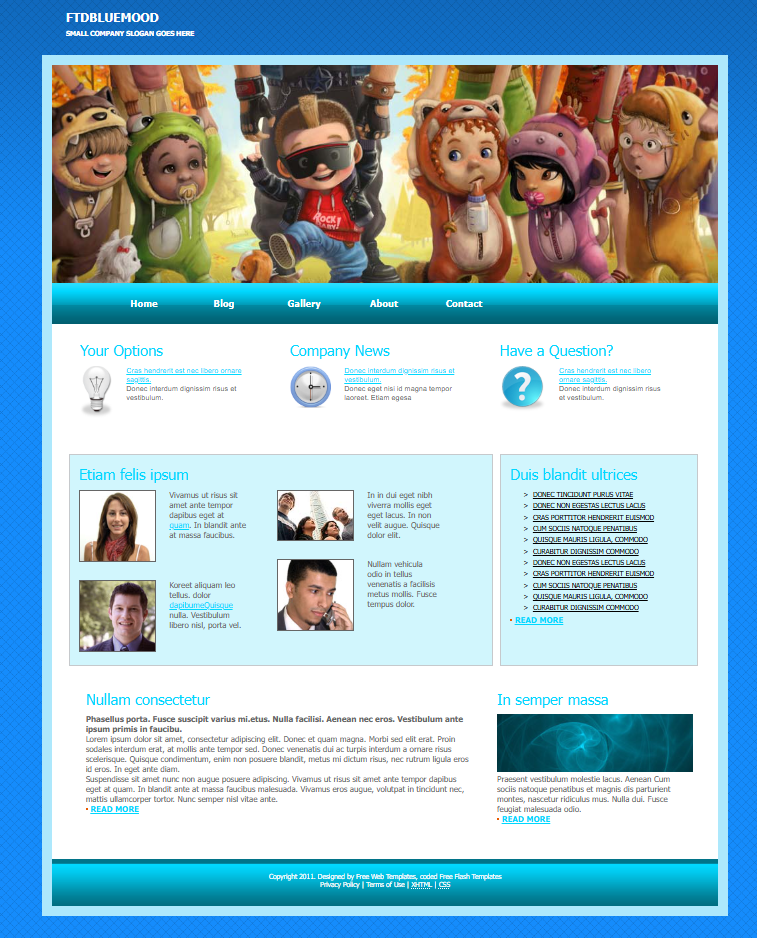 FTDBLUEMOOD
SMALL COMPANY SLOGAN GOES HERE
ROCK
BABY!
Home Blog Gallery About Contact
Your Options
Cras hendrerit est nec libero ornare
sagittis.
Donec interdum dignissim risus et
vestibulum.
Company News
Donec interdum dignissim risus et
vestibulum.
Donec eget nisi id magna tempor
laoreet. Etiam egesa
Have a Question?
Cras hendrerit est nec libero
ornare sagittis.
Donec interdum dignissim risus
et vestibulum.
Etiam felis ipsum
Vivamus ut risus sit
amet ante tempor
dapibus eget at
quam. In blandit ante
at massa faucibus.
In in dui eget nibh
viverra mollis eget
eget lacus. In non
velit augue. Quisque
dolor elit.
Koreet aliquam leo
tellus. dolor
dapibumeQuisque
nulla. Vestibulum
libero nisl, porta vel.
Nullam vehicula
odio in tellus
venenatis a facilisis
metus mollis. Fusce
tempus dolor.
Duis blandit ultrices
> DONEC TINCIDUNT PURUS VITAE
> DONEC NON EGESTAS LECTUS LACUS
> CRAS PORTTITOR HENDRERIT EUISMOD
> CUM SOCIIS NATOQUE PENATIBUS
> QUISQUE MAURIS LIGULA, COMMODO
> CURABITUR DIGNISSIM COMMODO
> DONEC NON EGESTAS LECTUS LACUS
> CRAS PORTTITOR HENDRERIT EUISMOD
> CUM SOCIIS NATOQUE PENATIBUS
> QUISQUE MAURIS LIGULA, COMMODO
> CURABITUR DIGNISSIM COMMODO
• READ MORE
Nullam consectetur
Phasellus porta. Fusce suscipit varius mi.etus. Nulla facilisi. Aenean nec eros. Vestibulum ante
ipsum primis in faucibu.
Lorem ipsum dolor sit amet, consectetur adipiscing elit. Donec et quam magna. Morbi sed elit erat. Proin
sodales interdum erat, at mollis ante tempor sed. Donec venenatis dui ac turpis interdum a ornare risus
scelerisque. Quisque condimentum, enim non posuere blandit, metus mi dictum risus, nec rutrum ligula eros
id eros. In eget ante diam.
Suspendisse sit amet nunc non augue posuere adipiscing. Vivamus ut risus sit amet ante tempor dapibus
eget at quam. In blandit ante at massa faucibus malesuada. Vivamus eros augue, volutpat in tincidunt nec,
mattis ullamcorper tortor. Nunc semper nisl vitae ante.
• READ MORE
In semper massa
Praesent vestibulum molestie lacus. Aenean Cum
sociis natoque penatibus et magnis dis parturient
montes, nascetur ridiculus mus. Nulla dui. Fusce
feugiat malesuada odio.
• READ MORE
Copyright 2011. Designed by Free Web Templates, coded Free Flash Templates
Privacy Policy | Terms of Use | XHTML | CSS